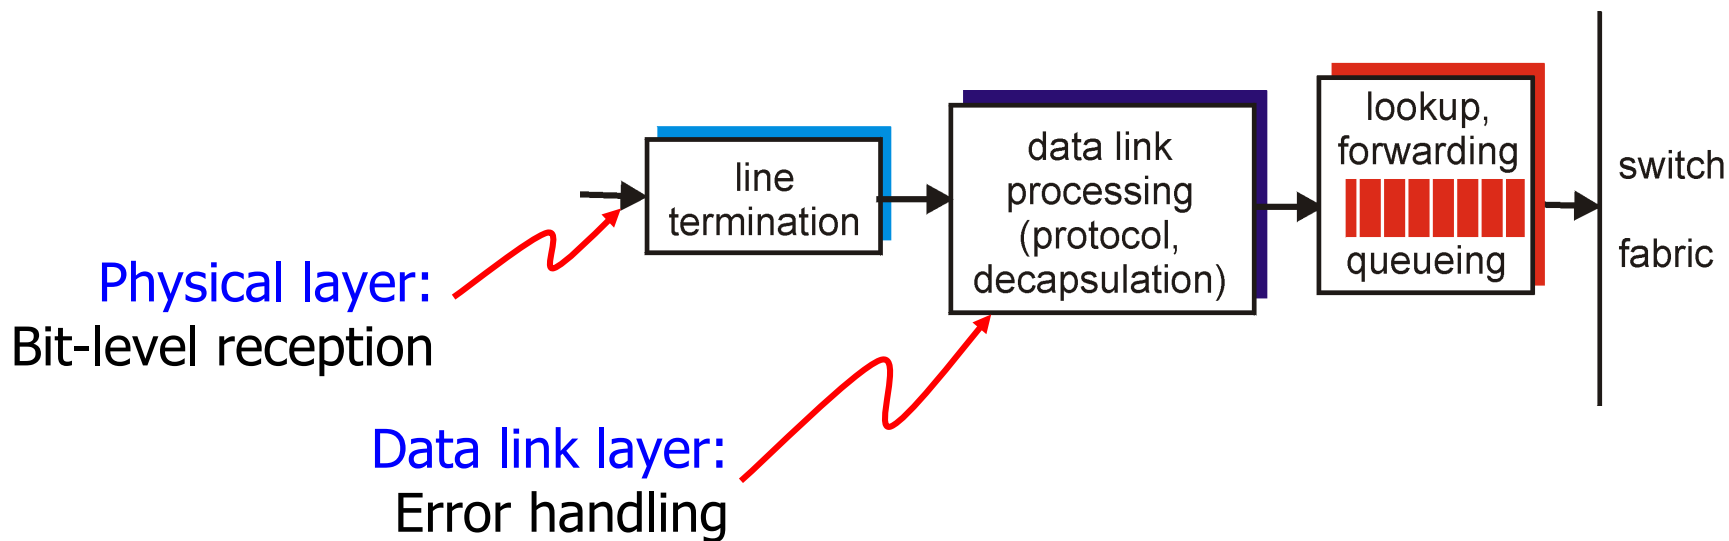 line
termination
data link
processing
(protocol,
decapsulation)
lookup,
forwarding
queueing
switch
fabric
Physical layer:
Bit-level reception
Data link layer:
Error handling